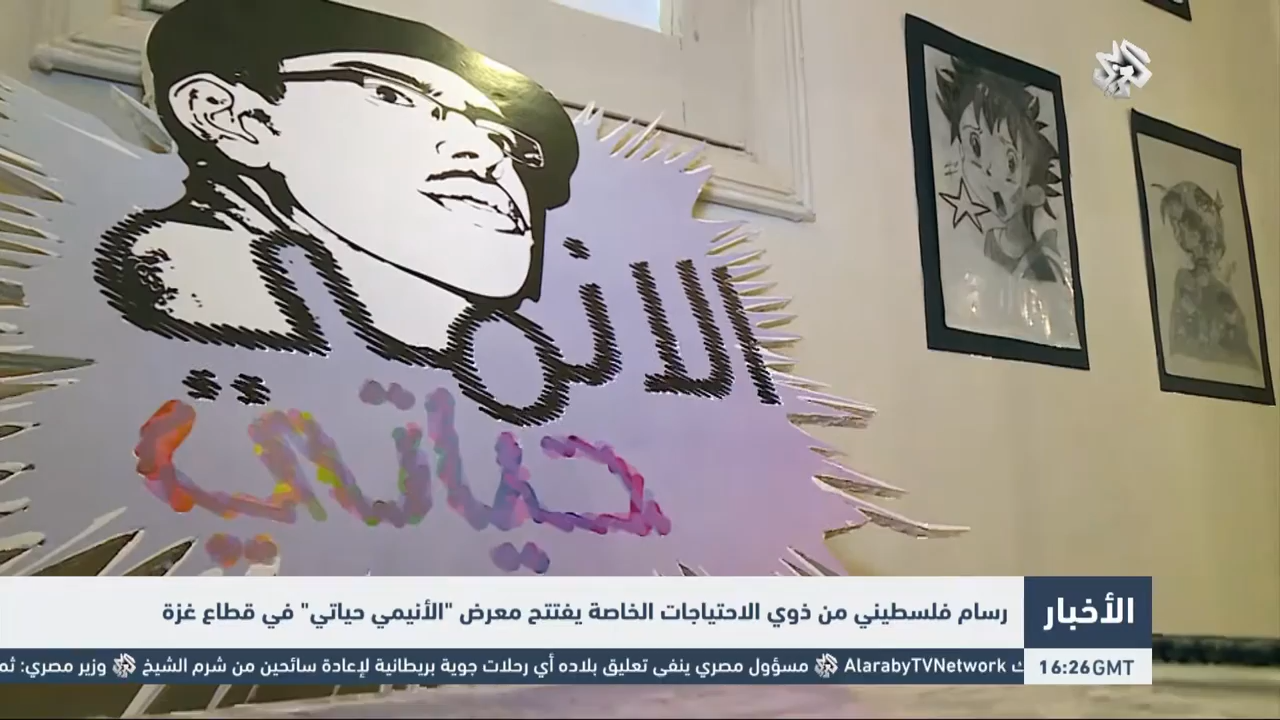 الانمي
حياتي
رسام فلسطيني من ذوي الاحتياجات الخاصة يفتتح معرض "الأنيمي حياتي" في قطاع غزة
الأخبار
AlarabyTVNetwork مسؤول مصري ينفى تعليق بلاده أي رحلات جوية بريطانية لإعادة سائحين من شرم الشيخ وزير مصري:
16:26GMT